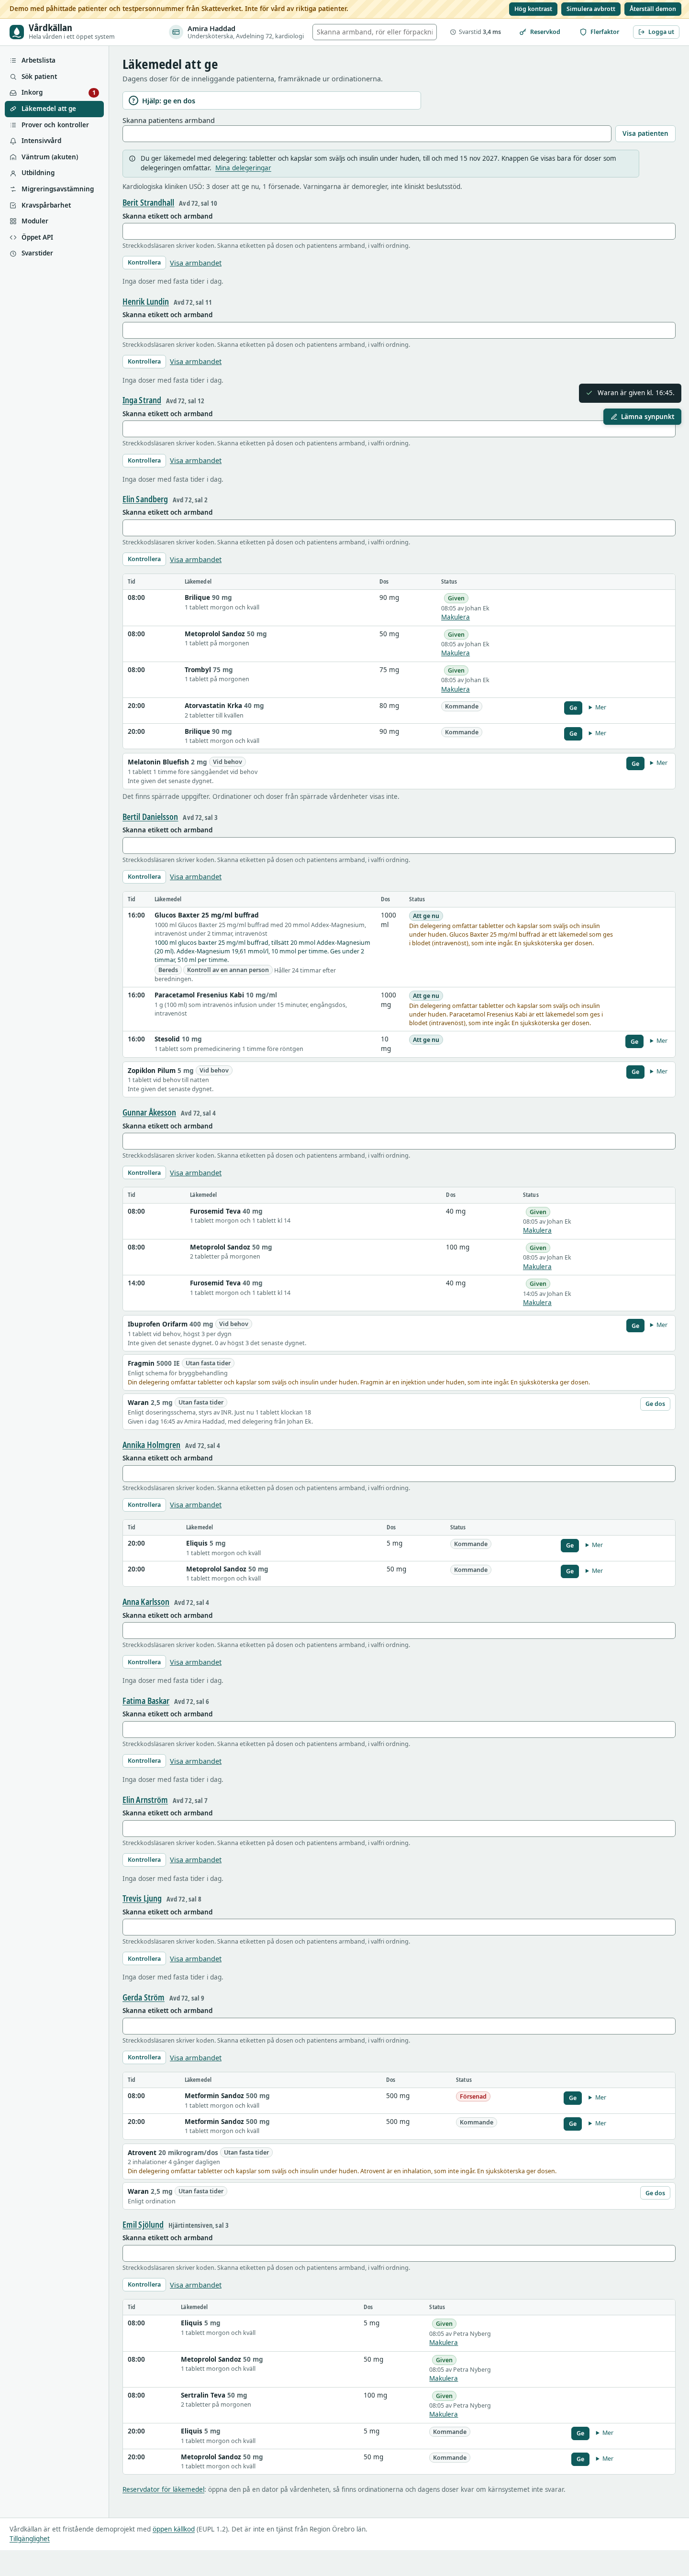 Demo med påhittade patienter och testpersonnummer från Skatteverket. Inte för vård av riktiga patienter.
Hög kontrast
Simulera avbrott
Återställ demon
Vårdkällan
Hela vården i ett öppet system
Amira Haddad
Undersköterska, Avdelning 72, kardiologi
Skanna armband, rör eller förpackning
Svarstid 3,4 ms
Reservkod
Flerfaktor
Logga ut
Arbetslista
Sök patient
Inkorg 1
Läkemedel att ge
Prover och kontroller
Intensivvård
Väntrum (akuten)
Utbildning
Migreringsavstämning
Kravspårbarhet
Moduler
Öppet API
Svarstider
Läkemedel att ge
Dagens doser för de inneliggande patienterna, framräknade ur ordinationerna.
Hjälp: ge en dos
Skanna patientens armband
Visa patienten
Du ger läkemedel med delegering: tabletter och kapslar som sväljs och insulin under huden, till och med 15 nov 2027. Knappen Ge visas bara för doser som
delegeringen omfattar. Mina delegeringar
Kardiologiska kliniken USÖ: 3 doser att ge nu, 1 försenade. Varningarna är demoregler, inte kliniskt beslutsstöd.
Berit Strandhall Avd 72, sal 10
Skanna etikett och armband
Streckkodsläsaren skriver koden. Skanna etiketten på dosen och patientens armband, i valfri ordning.
Kontrollera Visa armbandet
Inga doser med fasta tider i dag.
Henrik Lundin Avd 72, sal 11
Skanna etikett och armband
Streckkodsläsaren skriver koden. Skanna etiketten på dosen och patientens armband, i valfri ordning.
Kontrollera Visa armbandet
Inga doser med fasta tider i dag.
Waran är given kl. 16:45.
Inga Strand Avd 72, sal 12
Lämna synpunkt
Skanna etikett och armband
Streckkodsläsaren skriver koden. Skanna etiketten på dosen och patientens armband, i valfri ordning.
Kontrollera Visa armbandet
Inga doser med fasta tider i dag.
Elin Sandberg Avd 72, sal 2
Skanna etikett och armband
Streckkodsläsaren skriver koden. Skanna etiketten på dosen och patientens armband, i valfri ordning.
Kontrollera Visa armbandet
Tid Läkemedel Dos Status
08:00 Brilique 90 mg 90 mg Given
1 tablett morgon och kväll 08:05 av Johan Ek
Makulera
08:00 Metoprolol Sandoz 50 mg 50 mg Given
1 tablett på morgonen 08:05 av Johan Ek
Makulera
08:00 Trombyl 75 mg 75 mg Given
1 tablett på morgonen 08:05 av Johan Ek
Makulera
20:00 Atorvastatin Krka 40 mg 80 mg Kommande Ge Mer
2 tabletter till kvällen
20:00 Brilique 90 mg 90 mg Kommande Ge Mer
1 tablett morgon och kväll
Melatonin Bluefish 2 mg Vid behov Ge Mer
1 tablett 1 timme före sänggåendet vid behov
Inte given det senaste dygnet.
Det finns spärrade uppgifter. Ordinationer och doser från spärrade vårdenheter visas inte.
Bertil Danielsson Avd 72, sal 3
Skanna etikett och armband
Streckkodsläsaren skriver koden. Skanna etiketten på dosen och patientens armband, i valfri ordning.
Kontrollera Visa armbandet
Tid Läkemedel Dos Status
16:00 Glucos Baxter 25 mg/ml buffrad 1000 ml Att ge nu
1000 ml Glucos Baxter 25 mg/ml buffrad med 20 mmol Addex-Magnesium, intravenöst under 2 timmar, intravenöst
1000 ml glucos baxter 25 mg/ml buffrad, tillsätt 20 mmol Addex-Magnesium (20 ml). Addex-Magnesium 19,61 mmol/l, 10 mmol per timme. Ges under 2 timmar, 510 ml per timme.
Bereds Kontroll av en annan person Håller 24 timmar efter beredningen.
Din delegering omfattar tabletter och kapslar som sväljs och insulin under huden. Glucos Baxter 25 mg/ml buffrad är ett läkemedel som ges i blodet (intravenöst), som inte ingår. En sjuksköterska ger dosen.
16:00 Paracetamol Fresenius Kabi 10 mg/ml 1000 mg Att ge nu
1 g (100 ml) som intravenös infusion under 15 minuter, engångsdos, intravenöst
Din delegering omfattar tabletter och kapslar som sväljs och insulin under huden. Paracetamol Fresenius Kabi är ett läkemedel som ges i blodet (intravenöst), som inte ingår. En sjuksköterska ger dosen.
16:00 Stesolid 10 mg 10 mg Att ge nu Ge Mer
1 tablett som premedicinering 1 timme före röntgen
Zopiklon Pilum 5 mg Vid behov Ge Mer
1 tablett vid behov till natten
Inte given det senaste dygnet.
Gunnar Åkesson Avd 72, sal 4
Skanna etikett och armband
Streckkodsläsaren skriver koden. Skanna etiketten på dosen och patientens armband, i valfri ordning.
Kontrollera Visa armbandet
Tid Läkemedel Dos Status
08:00 Furosemid Teva 40 mg 40 mg Given
1 tablett morgon och 1 tablett kl 14 08:05 av Johan Ek
Makulera
08:00 Metoprolol Sandoz 50 mg 100 mg Given
2 tabletter på morgonen 08:05 av Johan Ek
Makulera
14:00 Furosemid Teva 40 mg 40 mg Given
1 tablett morgon och 1 tablett kl 14 14:05 av Johan Ek
Makulera
Ibuprofen Orifarm 400 mg Vid behov Ge Mer
1 tablett vid behov, högst 3 per dygn
Inte given det senaste dygnet. 0 av högst 3 det senaste dygnet.
Fragmin 5000 IE Utan fasta tider
Enligt schema för bryggbehandling
Din delegering omfattar tabletter och kapslar som sväljs och insulin under huden. Fragmin är en injektion under huden, som inte ingår. En sjuksköterska ger dosen.
Waran 2,5 mg Utan fasta tider Ge dos
Enligt doseringsschema, styrs av INR. Just nu 1 tablett klockan 18
Given i dag 16:45 av Amira Haddad, med delegering från Johan Ek.
Annika Holmgren Avd 72, sal 4
Skanna etikett och armband
Streckkodsläsaren skriver koden. Skanna etiketten på dosen och patientens armband, i valfri ordning.
Kontrollera Visa armbandet
Tid Läkemedel Dos Status
20:00 Eliquis 5 mg 5 mg Kommande Ge Mer
1 tablett morgon och kväll
20:00 Metoprolol Sandoz 50 mg 50 mg Kommande Ge Mer
1 tablett morgon och kväll
Anna Karlsson Avd 72, sal 4
Skanna etikett och armband
Streckkodsläsaren skriver koden. Skanna etiketten på dosen och patientens armband, i valfri ordning.
Kontrollera Visa armbandet
Inga doser med fasta tider i dag.
Fatima Baskar Avd 72, sal 6
Skanna etikett och armband
Streckkodsläsaren skriver koden. Skanna etiketten på dosen och patientens armband, i valfri ordning.
Kontrollera Visa armbandet
Inga doser med fasta tider i dag.
Elin Arnström Avd 72, sal 7
Skanna etikett och armband
Streckkodsläsaren skriver koden. Skanna etiketten på dosen och patientens armband, i valfri ordning.
Kontrollera Visa armbandet
Inga doser med fasta tider i dag.
Trevis Ljung Avd 72, sal 8
Skanna etikett och armband
Streckkodsläsaren skriver koden. Skanna etiketten på dosen och patientens armband, i valfri ordning.
Kontrollera Visa armbandet
Inga doser med fasta tider i dag.
Gerda Ström Avd 72, sal 9
Skanna etikett och armband
Streckkodsläsaren skriver koden. Skanna etiketten på dosen och patientens armband, i valfri ordning.
Kontrollera Visa armbandet
Tid Läkemedel Dos Status
08:00 Metformin Sandoz 500 mg 500 mg Försenad Ge Mer
1 tablett morgon och kväll
20:00 Metformin Sandoz 500 mg 500 mg Kommande Ge Mer
1 tablett morgon och kväll
Atrovent 20 mikrogram/dos Utan fasta tider
2 inhalationer 4 gånger dagligen
Din delegering omfattar tabletter och kapslar som sväljs och insulin under huden. Atrovent är en inhalation, som inte ingår. En sjuksköterska ger dosen.
Waran 2,5 mg Utan fasta tider Ge dos
Enligt ordination
Emil Sjölund Hjärtintensiven, sal 3
Skanna etikett och armband
Streckkodsläsaren skriver koden. Skanna etiketten på dosen och patientens armband, i valfri ordning.
Kontrollera Visa armbandet
Tid Läkemedel Dos Status
08:00 Eliquis 5 mg 5 mg Given
1 tablett morgon och kväll 08:05 av Petra Nyberg
Makulera
08:00 Metoprolol Sandoz 50 mg 50 mg Given
1 tablett morgon och kväll 08:05 av Petra Nyberg
Makulera
08:00 Sertralin Teva 50 mg 100 mg Given
2 tabletter på morgonen 08:05 av Petra Nyberg
Makulera
20:00 Eliquis 5 mg 5 mg Kommande Ge Mer
1 tablett morgon och kväll
20:00 Metoprolol Sandoz 50 mg 50 mg Kommande Ge Mer
1 tablett morgon och kväll
Reservdator för läkemedel: öppna den på en dator på vårdenheten, så finns ordinationerna och dagens doser kvar om kärnsystemet inte svarar.
Vårdkällan är ett fristående demoprojekt med öppen källkod (EUPL 1.2). Det är inte en tjänst från Region Örebro län.
Tillgänglighet